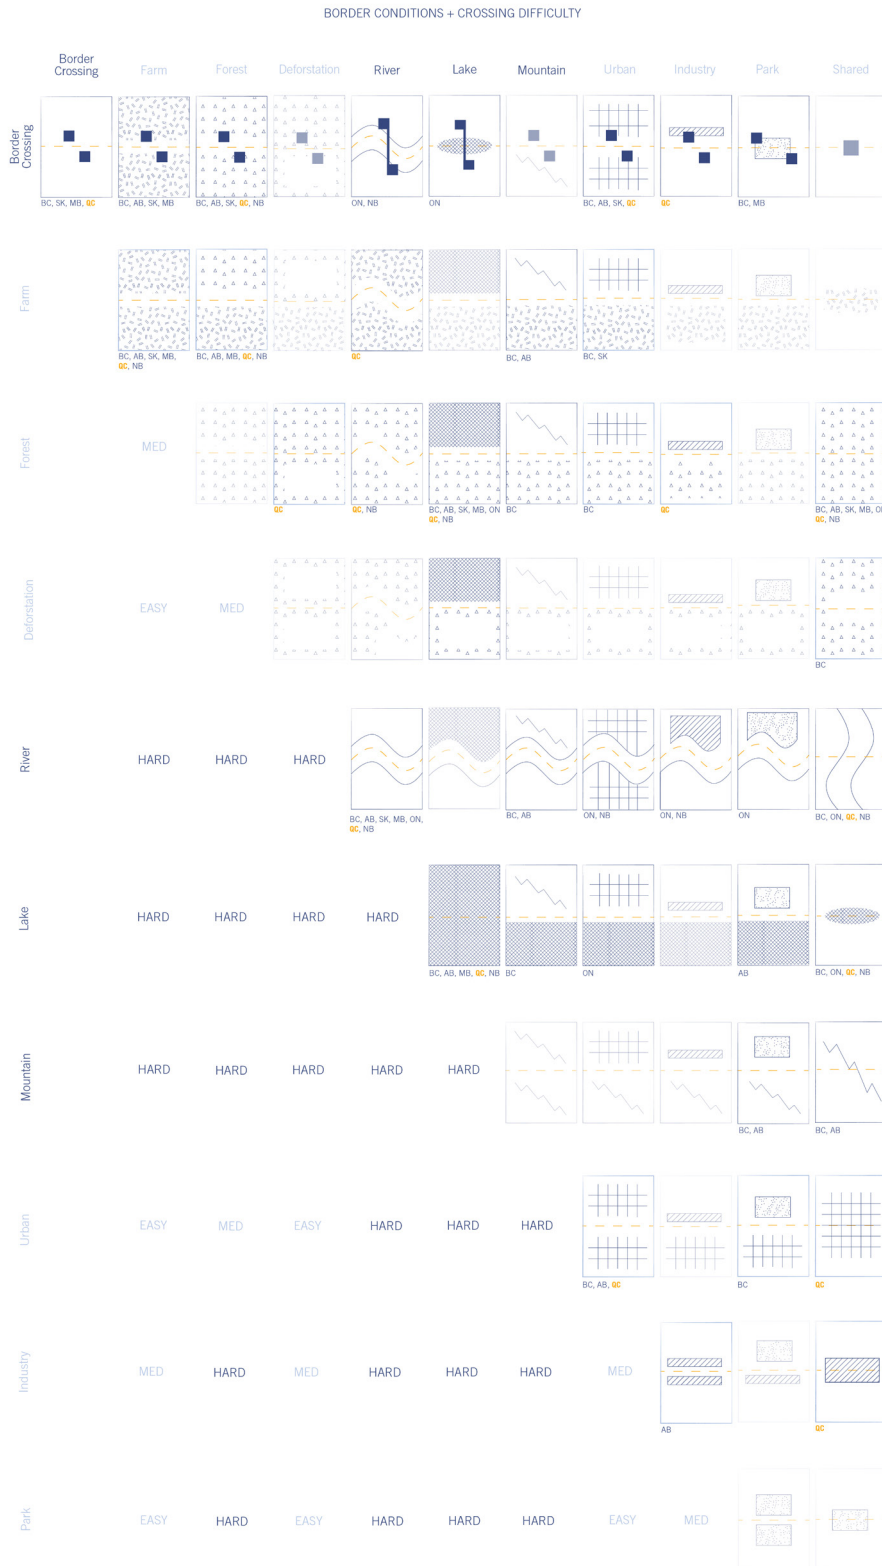 BORDER CONDITIONS + CROSSING DIFFICULTY
Border
Crossing
Farm
Forest
Deforstation
River
Lake
Mountain
Urban
Industry
Park
Shared
Border
Crossing
BC, SK, MB, QC
BC, AB, SK, MB
BC, AB, SK, QC, NB
ON, NB
ON
BC, AB, SK, QC
QC
BC, MB
Farm
BC, AB, SK, MB,
QC, NB
BC, AB, MB, QC, NB
QC
BC, AB
BC, SK
Forest
MED
QC
QC, NB
BC, AB, SK, MB, ON
QC, NB
BC
BC
QC
BC, AB, SK, MB,
QC, NB
Deforstation
EASY
MED
BC
River
HARD
HARD
HARD
BC, AB, SK, MB, ON,
QC, NB
BC, AB
ON, NB
ON, NB
ON
BC, ON, QC, NB
Lake
HARD
HARD
HARD
HARD
BC, AB, MB, QC, NB
BC
ON
AB
BC, ON, QC, NB
Mountain
HARD
HARD
HARD
HARD
HARD
BC, AB
BC, AB
Urban
EASY
MED
EASY
HARD
HARD
HARD
BC, AB, QC
BC
QC
Industry
MED
HARD
MED
HARD
HARD
HARD
MED
AB
QC
Park
EASY
HARD
EASY
HARD
HARD
HARD
EASY
MED